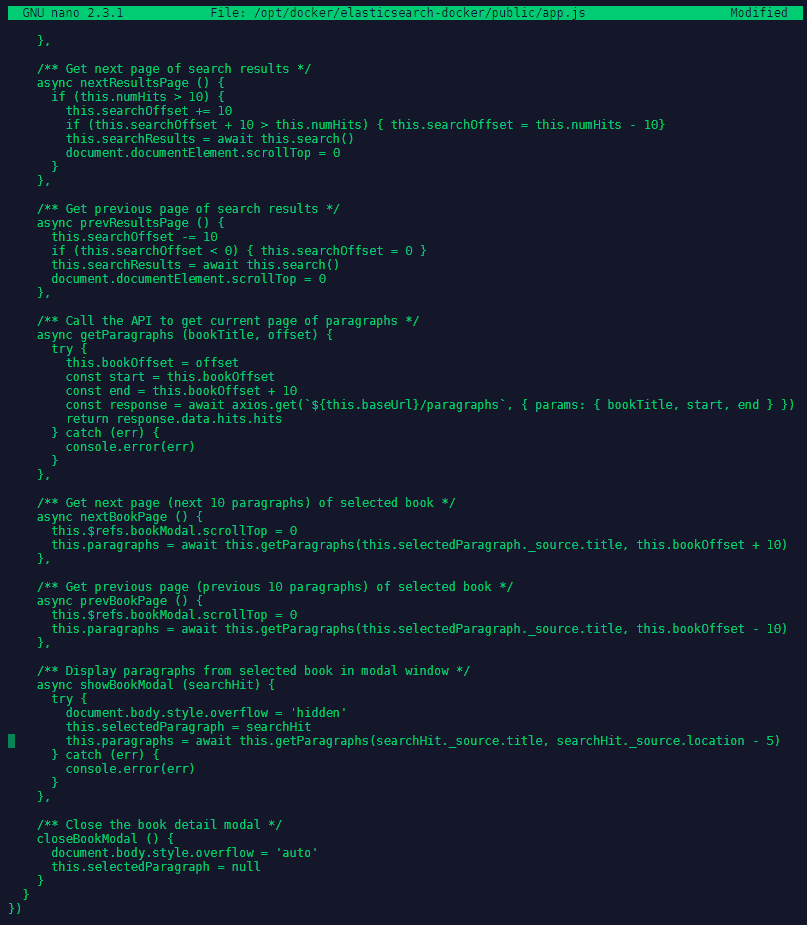 GNU nano 2.3.1            File: /opt/docker/elasticsearch-docker/public/app.js                    Modified
    },
    /** Get next page of search results */
    async nextResultsPage () {
      if (this.numHits > 10) {
        this.searchOffset += 10
        if (this.searchOffset + 10 > this.numHits) { this.searchOffset = this.numHits - 10}
        this.searchResults = await this.search()
        document.documentElement.scrollTop = 0
      }
    },
    /** Get previous page of search results */
    async prevResultsPage () {
      this.searchOffset -= 10
      if (this.searchOffset < 0) { this.searchOffset = 0 }
      this.searchResults = await this.search()
      document.documentElement.scrollTop = 0
    },
    /** Call the API to get current page of paragraphs */
    async getParagraphs (bookTitle, offset) {
      try {
        this.bookOffset = offset
        const start = this.bookOffset
        const end = this.bookOffset + 10
        const response = await axios.get(`${this.baseUrl}/paragraphs`, { params: { bookTitle, start, end } })
        return response.data.hits.hits
      } catch (err) {
        console.error(err)
      }
    },
    /** Get next page (next 10 paragraphs) of selected book */
    async nextBookPage () {
      this.$refs.bookModal.scrollTop = 0
      this.paragraphs = await this.getParagraphs(this.selectedParagraph._source.title, this.bookOffset + 10)
    },
    /** Get previous page (previous 10 paragraphs) of selected book */
    async prevBookPage () {
      this.$refs.bookModal.scrollTop = 0
      this.paragraphs = await this.getParagraphs(this.selectedParagraph._source.title, this.bookOffset - 10)
    },
    /** Display paragraphs from selected book in modal window */
    async showBookModal (searchHit) {
      try {
        document.body.style.overflow = 'hidden'
        this.selectedParagraph = searchHit
        this.paragraphs = await this.getParagraphs(searchHit._source.title, searchHit._source.location - 5)
      } catch (err) {
        console.error(err)
      }
    },
    /** Close the book detail modal */
    closeBookModal () {
      document.body.style.overflow = 'auto'
      this.selectedParagraph = null
    }
  }
})